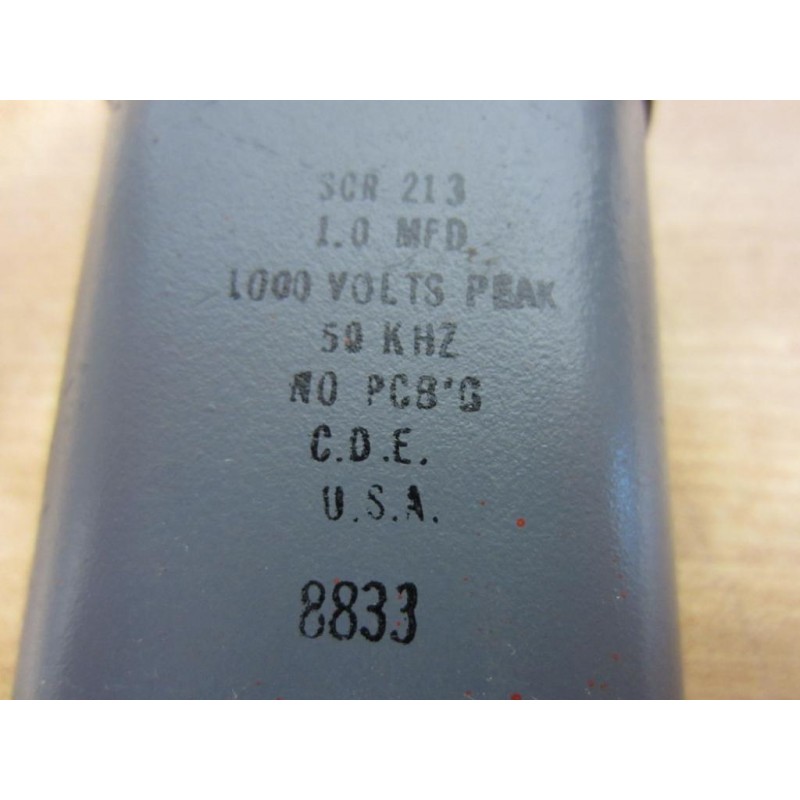 SCR 213
1.0 MFD
1000 VOLTS PEAK
50 KHZ
NO PCB'S
C.D.E.
U.S.A.
8833